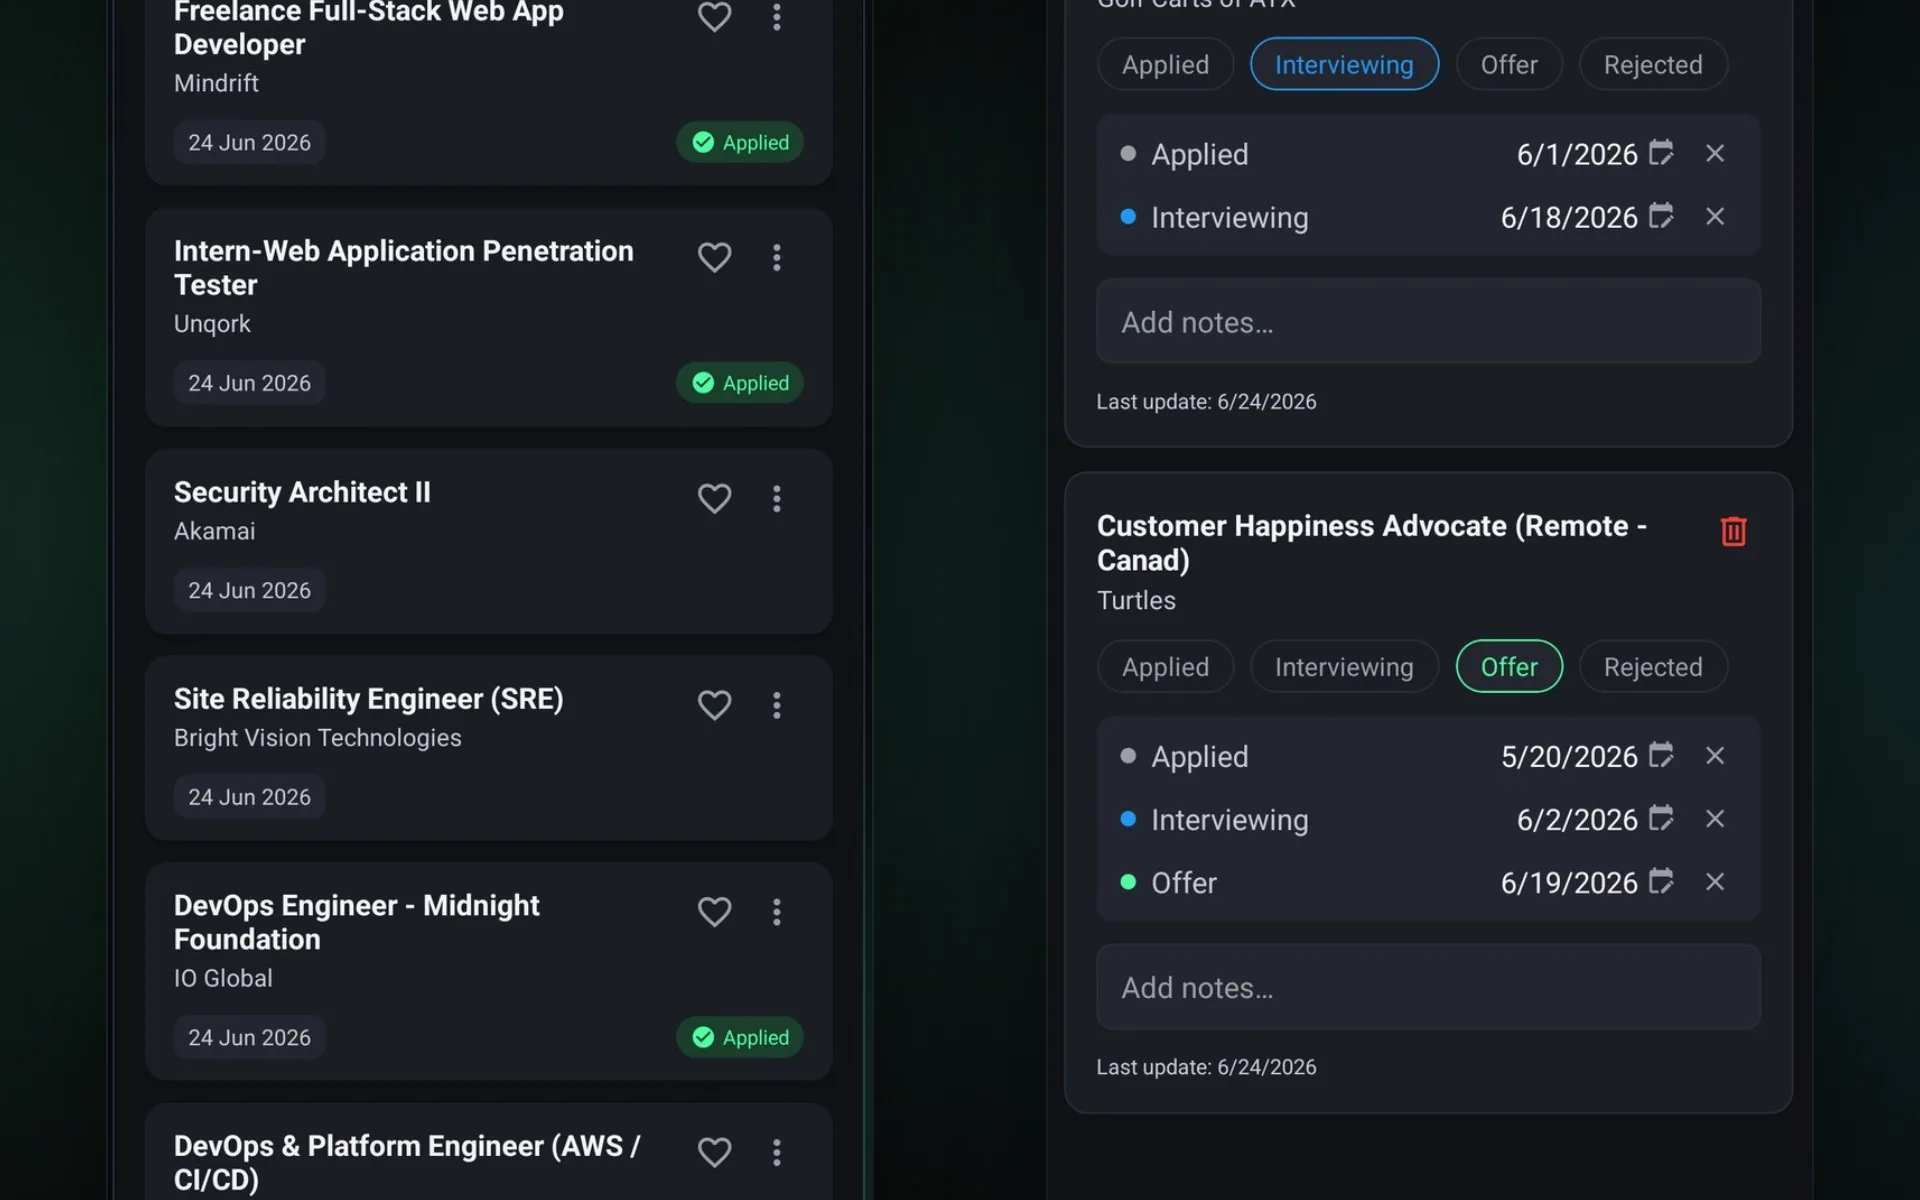 Freelance Full-Stack Web App
Developer
Mindrift
24 Jun 2026
Applied
Intern-Web Application Penetration
Tester
Unqork
24 Jun 2026
Applied
Security Architect II
Akamai
24 Jun 2026
Site Reliability Engineer (SRE)
Bright Vision Technologies
24 Jun 2026
DevOps Engineer - Midnight
Foundation
IO Global
24 Jun 2026
Applied
DevOps & Platform Engineer (AWS /
CI/CD)
Golf Carts of ATX
Applied Interviewing Offer Rejected
Applied 6/1/2026
Interviewing 6/18/2026
Add notes...
Last update: 6/24/2026
Customer Happiness Advocate (Remote -
Canad)
Turtles
Applied Interviewing Offer Rejected
Applied 5/20/2026
Interviewing 6/2/2026
Offer 6/19/2026
Add notes...
Last update: 6/24/2026